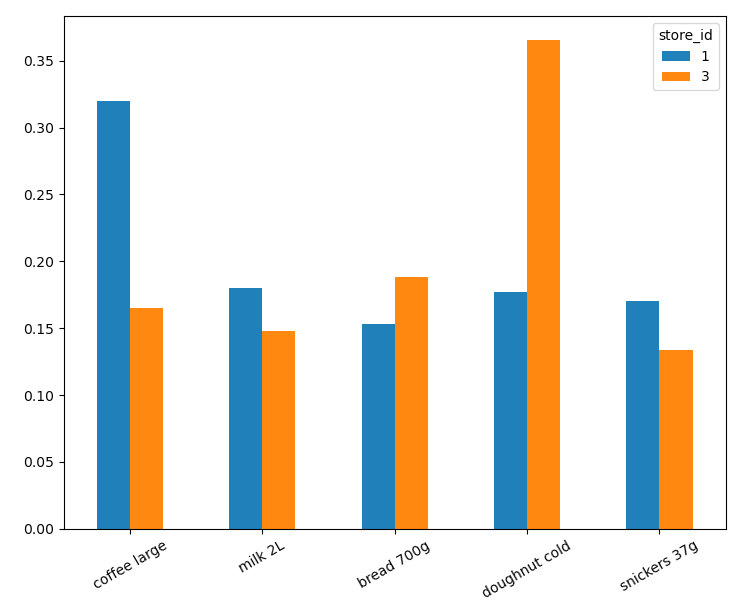 store_id
1
3
0.35
0.30
0.25
0.20
0.15
0.10
0.05
0.00
coffee large
milk 2L
bread 700g
doughnut cold
snickers 37g